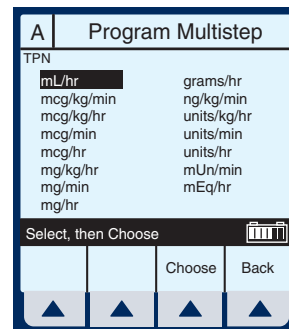 A Program Multistep
TPN
mL/hr
mcg/kg/min
mcg/kg/hr
mcg/min
mcg/hr
mg/kg/hr
mg/min
mg/hr
grams/hr
ng/kg/min
units/kg/hr
units/min
units/hr
mUn/min
mEq/hr
Select, then Choose
Choose Back